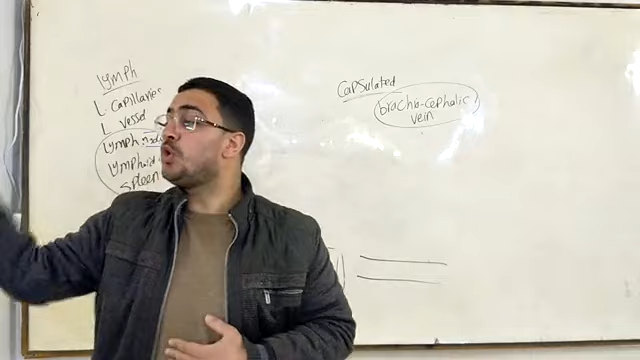 Lymph
L. Capillaries
L vessel
Lymph
Lymphoid
Spleen
Capsulated
brachio-cephalic
vein